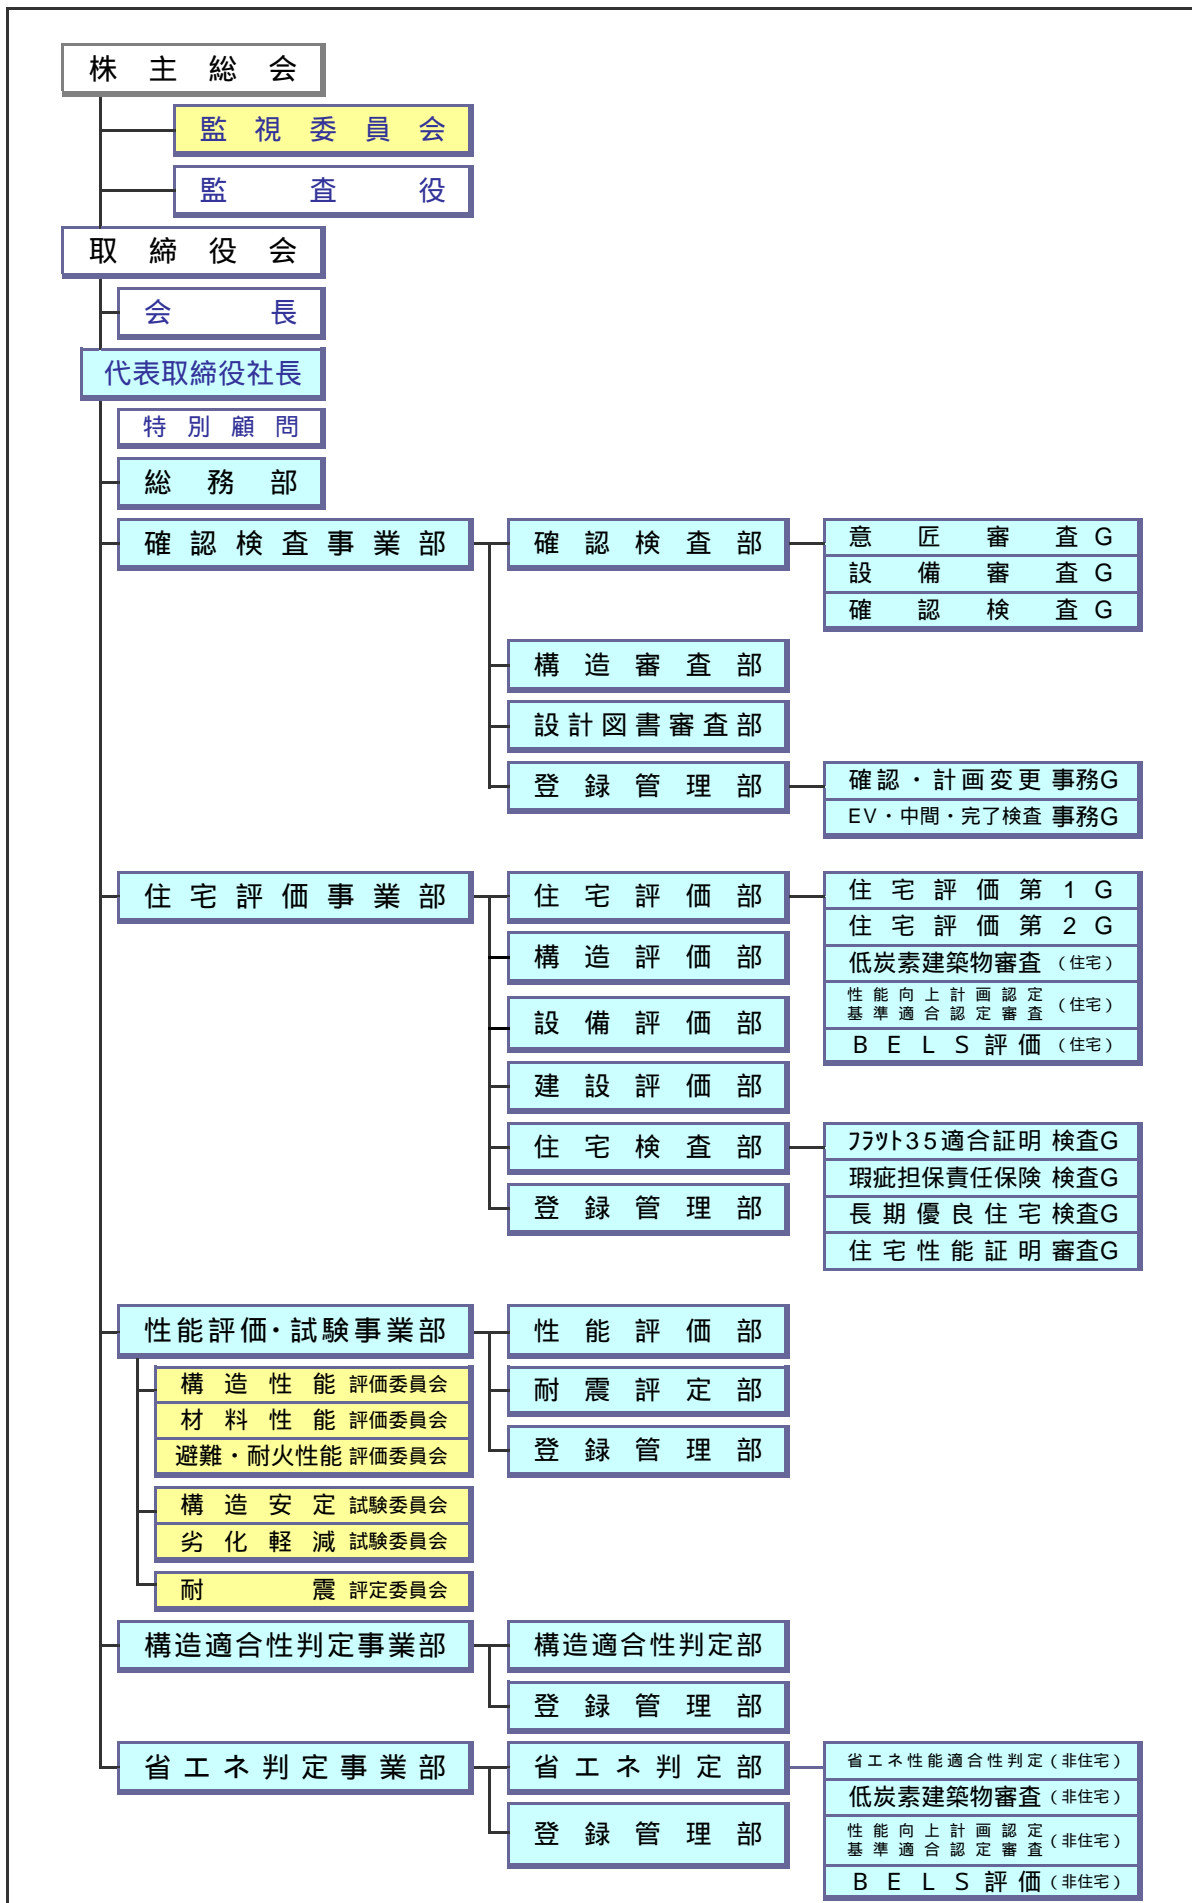 株主総会
監視委員会
監査役
取締役会
会長
代表取締役社長
特別顧問
総務部
確認検査事業部
確認検査部
意匠審査G
設備審査G
確認検査G
構造審査部
設計図書審査部
登録管理部
確認・計画変更 事務G
EV・中間・完了検査 事務G
住宅評価事業部
住宅評価部
住宅評価第1G
住宅評価第2G
低炭素建築物審査（住宅）
性能向上計画認定
基準適合認定審査
（住宅）
BELS評価（住宅）
構造評価部
設備評価部
建設評価部
住宅検査部
ﾌﾗｯﾄ35適合証明 検査G
瑕疵担保責任保険 検査G
長期優良住宅 検査G
住宅性能証明 審査G
登録管理部
性能評価・試験事業部
構造性能 評価委員会
材料性能 評価委員会
避難・耐火性能 評価委員会
構造安定 試験委員会
劣化軽減 試験委員会
耐震 評定委員会
性能評価部
耐震評定部
登録管理部
構造適合性判定事業部
構造適合性判定部
登録管理部
省エネ判定事業部
省エネ判定部
省エネ性能適合性判定（非住宅）
低炭素建築物審査（非住宅）
性能向上計画認定
基準適合認定審査
（非住宅）
BELS評価（非住宅）
登録管理部